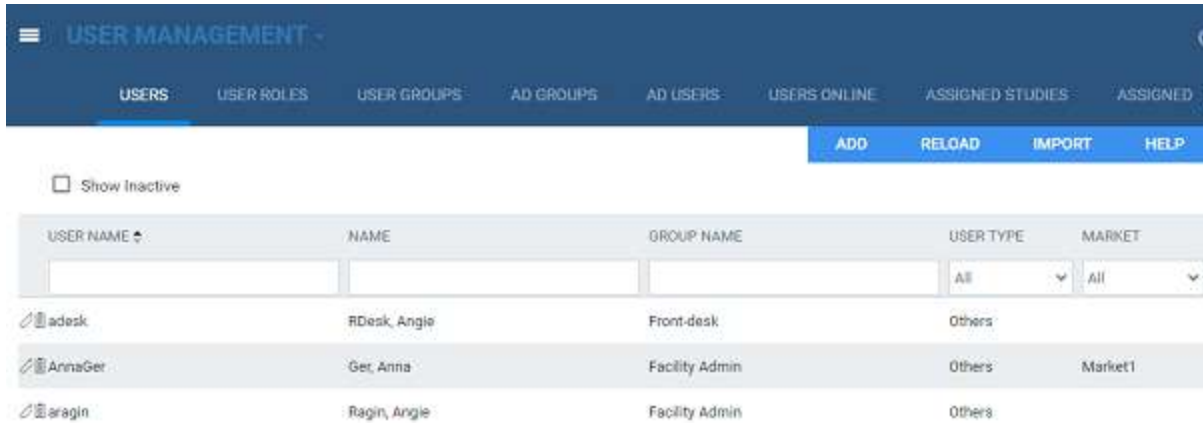 USER MANAGEMENT
USERS USER ROLES USER GROUPS AD GROUPS AD USERS USERS ONLINE ASSIGNED STUDIES ASSIGNED
ADD RELOAD IMPORT HELP
Show Inactive
USER NAME NAME GROUP NAME USER TYPE MARKET
All All
adesk RDesk, Angie Front-desk Others
AnnaGer Ger, Anna Facility Admin Others Market1
aragin Ragin, Angie Facility Admin Others